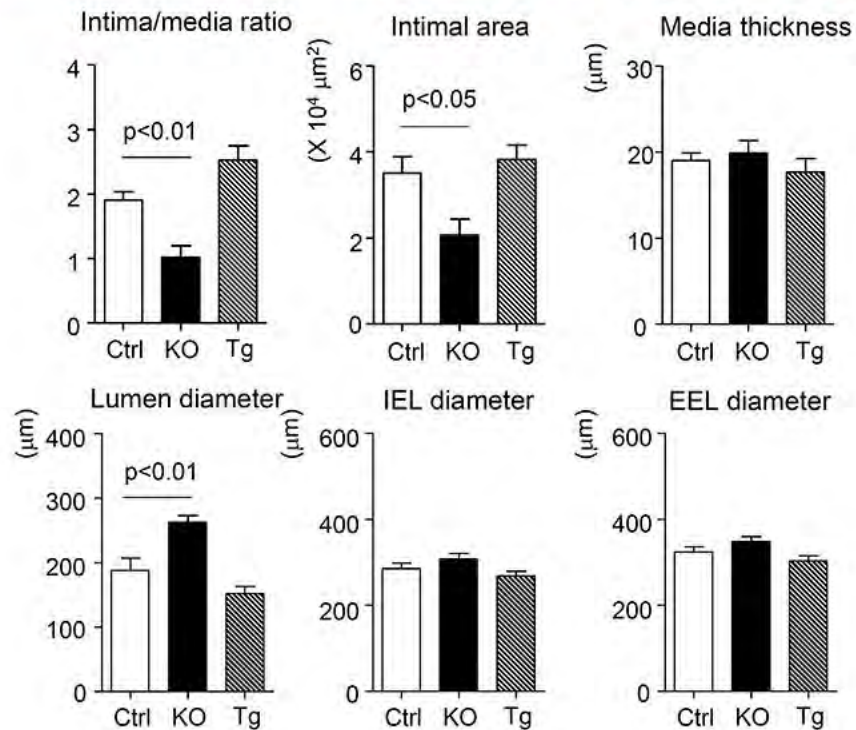 Intima/media ratio
4
3
2
1
0
p<0.01
Ctrl KO Tg
Intimal area
(X 10⁴ μm²)
6
4
2
0
p<0.05
Ctrl KO Tg
Media thickness
(μm)
30
20
10
0
Ctrl KO Tg
Lumen diameter
(μm)
400
300
200
100
0
p<0.01
Ctrl KO Tg
IEL diameter
(μm)
600
400
200
0
Ctrl KO Tg
EEL diameter
(μm)
600
400
200
0
Ctrl KO Tg